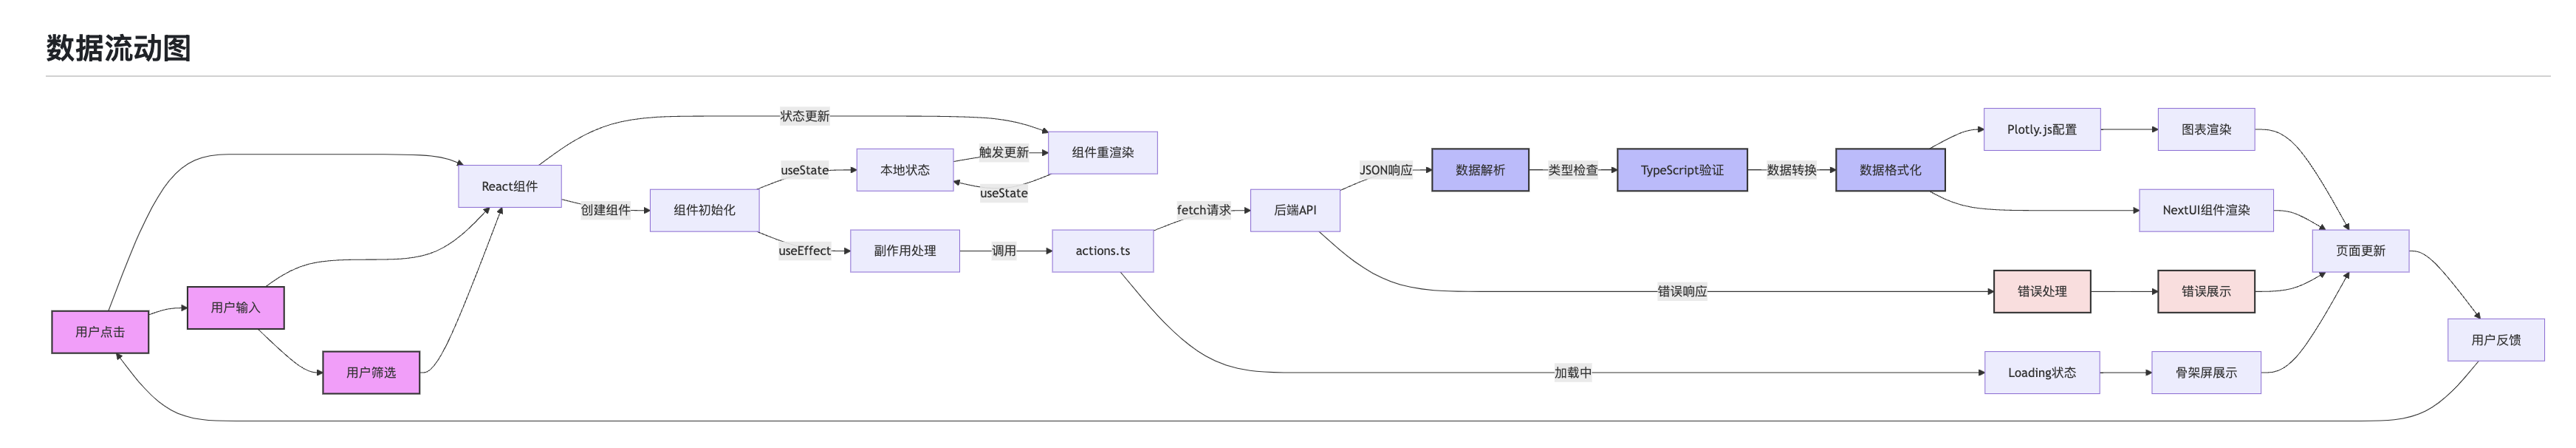 数据流动图
用户点击
用户输入
用户筛选
React组件
状态更新
创建组件
组件初始化
useState
useEffect
本地状态
副作用处理
触发更新
useState
调用
组件重渲染
actions.ts
fetch请求
后端API
JSON响应
数据解析
类型检查
TypeScript验证
数据转换
数据格式化
错误响应
加载中
Plotly.js配置
图表渲染
NextUI组件渲染
错误处理
错误展示
Loading状态
骨架屏展示
页面更新
用户反馈